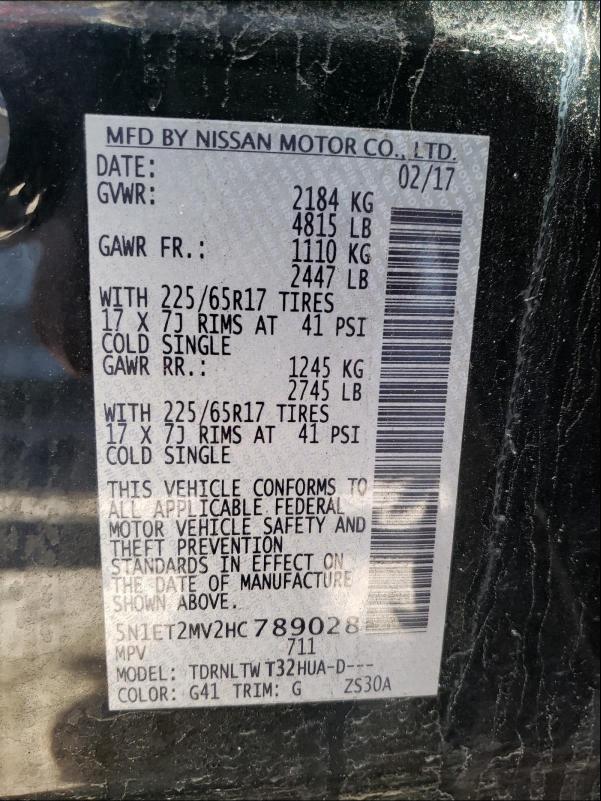 MFD BY NISSAN MOTOR CO., LTD.
DATE: 02/17
GVWR: 2184 KG
4815 LB
GAWR FR.: 1110 KG
2447 LB
WITH 225/65R17 TIRES
17 X 7J RIMS AT 41 PSI
COLD SINGLE
GAWR RR.: 1245 KG
2745 LB
WITH 225/65R17 TIRES
17 X 7J RIMS AT 41 PSI
COLD SINGLE
THIS VEHICLE CONFORMS TO
ALL APPLICABLE FEDERAL
MOTOR VEHICLE SAFETY AND
THEFT PREVENTION
STANDARDS IN EFFECT ON
THE DATE OF MANUFACTURE
SHOWN ABOVE.
5N1ET2MV2HC 789028
MPV 711
MODEL: TDRNLTW T32HUA-D---
COLOR: G41 TRIM: G ZS30A